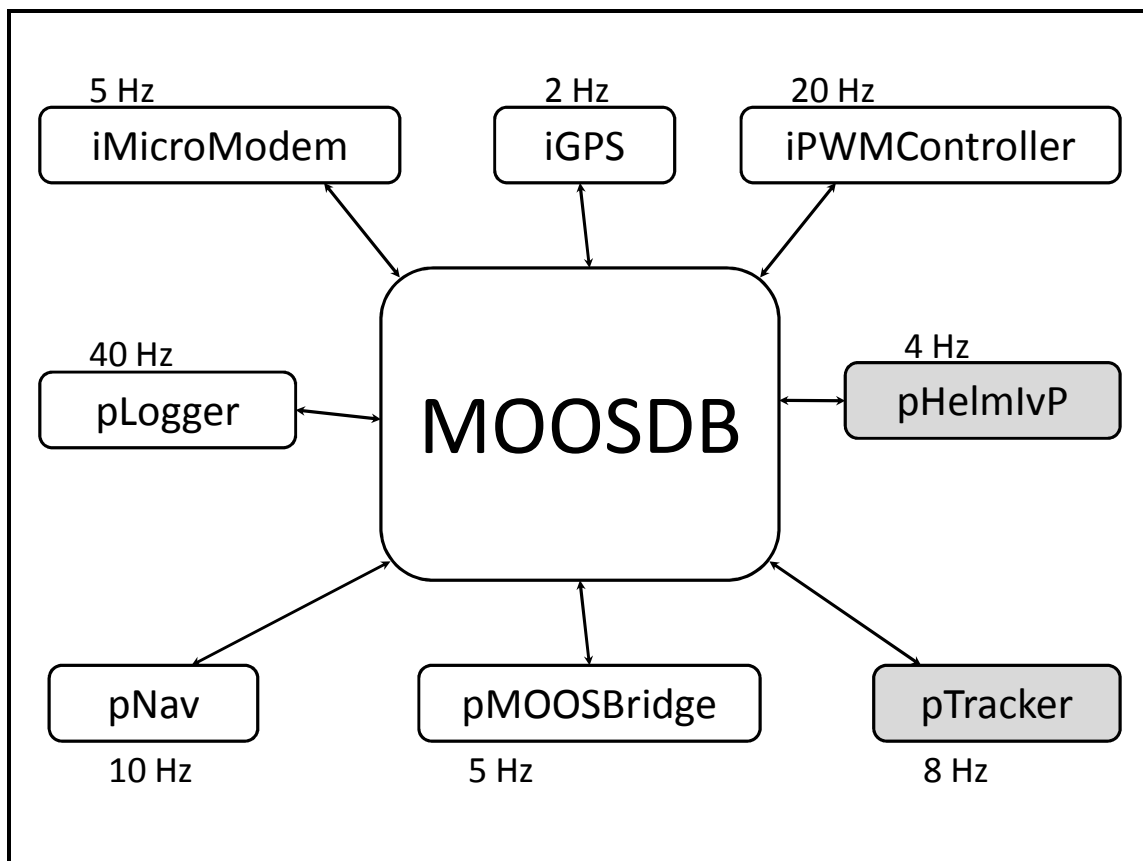 5 Hz
iMicroModem
2 Hz
iGPS
20 Hz
iPWMController
40 Hz
pLogger
MOOSDB
4 Hz
pHelmIvP
pNav
10 Hz
pMOOSBridge
5 Hz
pTracker
8 Hz